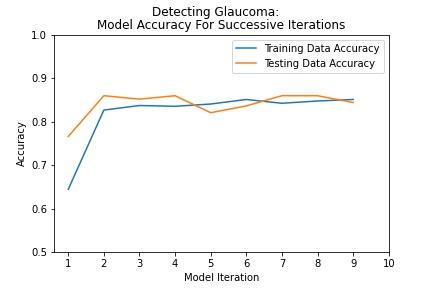 Detecting Glaucoma:
Model Accuracy For Successive Iterations
Training Data Accuracy
Testing Data Accuracy
1.0
0.9
0.8
0.7
0.6
0.5
Accuracy
1 2 3 4 5 6 7 8 9 10
Model Iteration